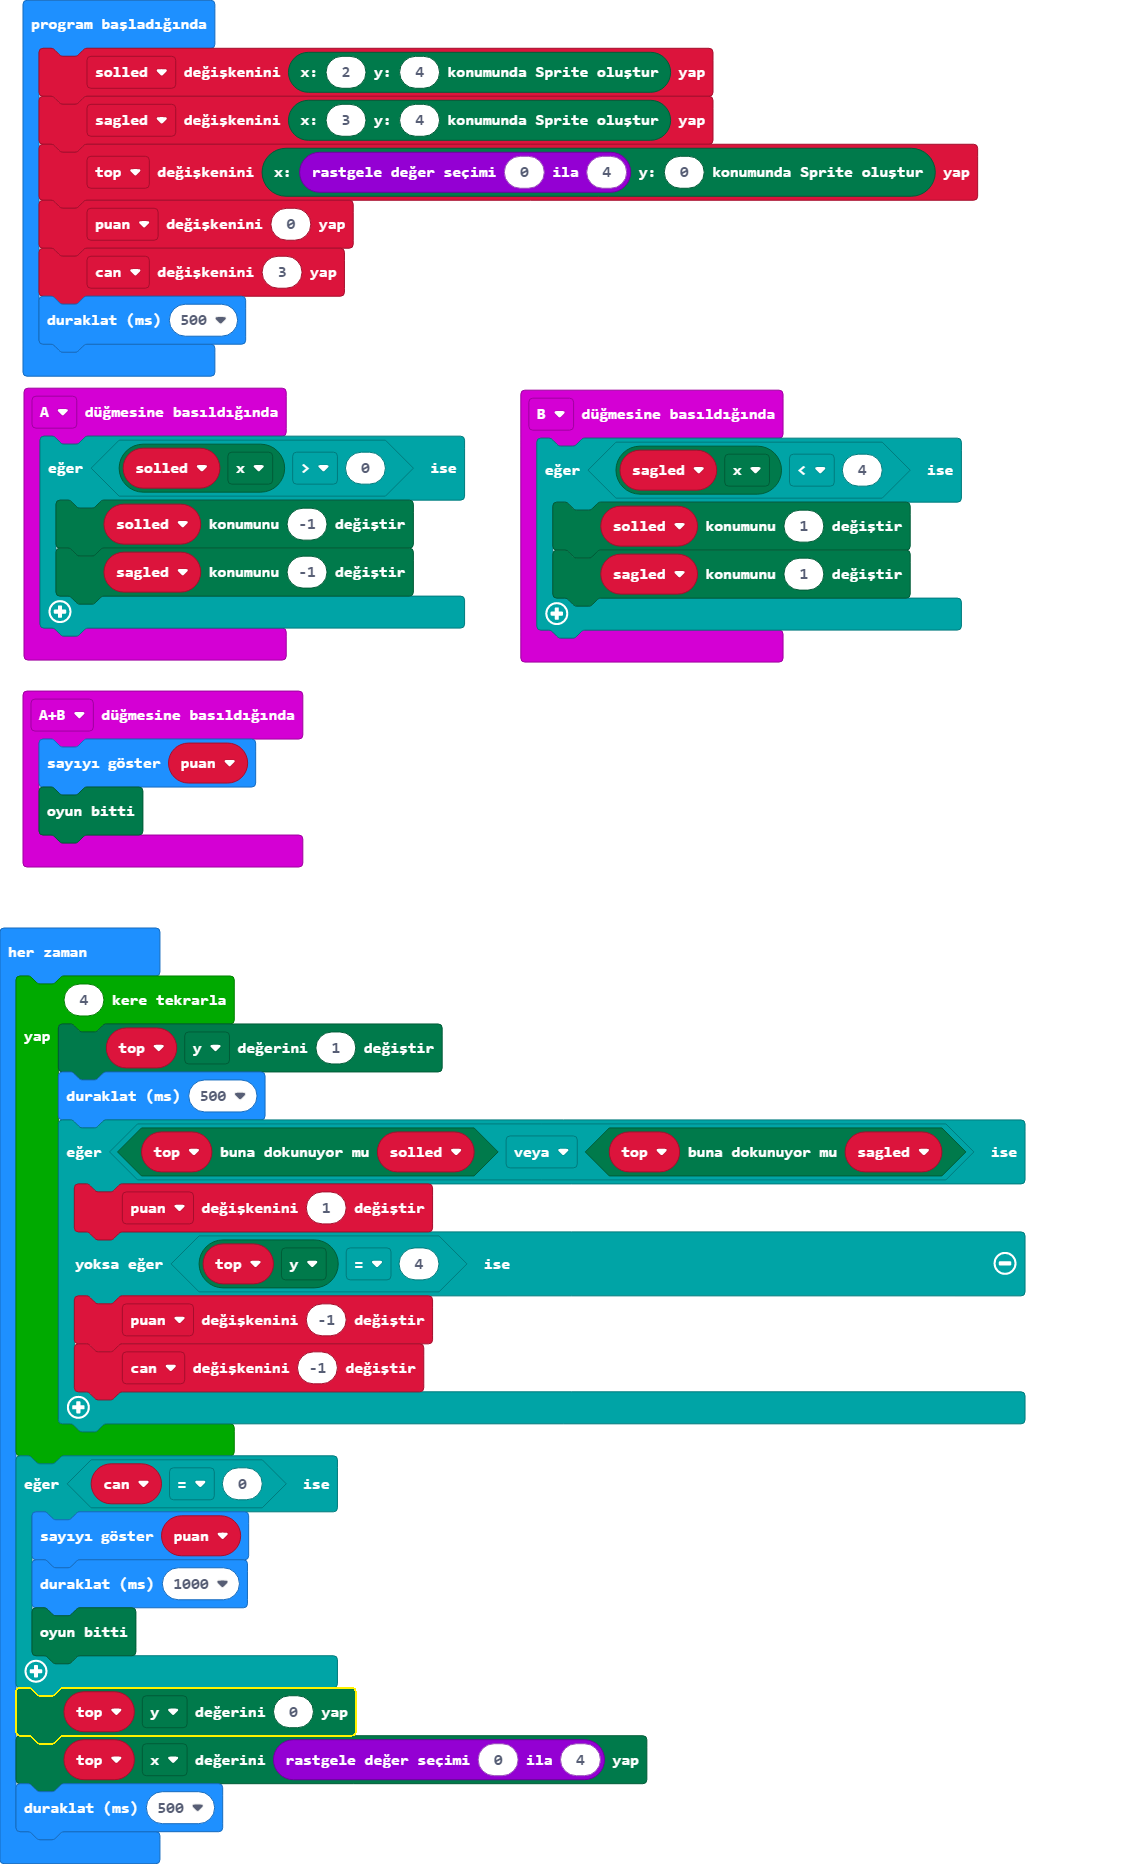 program başladığında
solled değişkenini x: 2 y: 4 konumunda Sprite oluştur yap
sagled değişkenini x: 3 y: 4 konumunda Sprite oluştur yap
top değişkenini x: rastgele değer seçimi 0 ila 4 y: 0 konumunda Sprite oluştur yap
puan değişkenini 0 yap
can değişkenini 3 yap
duraklat (ms) 500
A düğmesine basıldığında
eğer solled x > 0 ise
solled konumunu -1 değiştir
sagled konumunu -1 değiştir
B düğmesine basıldığında
eğer sagled x < 4 ise
solled konumunu 1 değiştir
sagled konumunu 1 değiştir
A+B düğmesine basıldığında
sayıyı göster puan
oyun bitti
her zaman
4 kere tekrarla
yap
top y değerini 1 değiştir
duraklat (ms) 500
eğer top buna dokunuyor mu solled veya top buna dokunuyor mu sagled ise
puan değişkenini 1 değiştir
yoksa eğer top y = 4 ise
puan değişkenini -1 değiştir
can değişkenini -1 değiştir
eğer can = 0 ise
sayıyı göster puan
duraklat (ms) 1000
oyun bitti
top y değerini 0 yap
top x değerini rastgele değer seçimi 0 ila 4 yap
duraklat (ms) 500